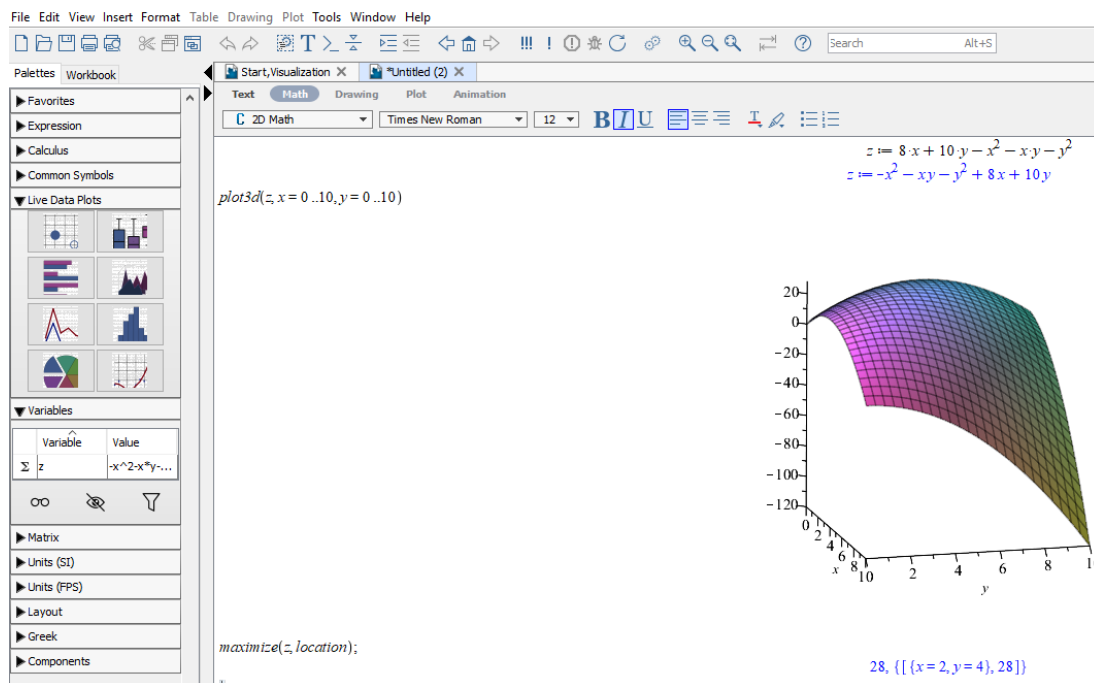 File Edit View Insert Format Table Drawing Plot Tools Window Help
Search Alt+S
Palettes Workbook
Start,Visualization *Untitled (2)
Text Math Drawing Plot Animation
C 2D Math Times New Roman 12 B I U
Favorites
Expression
Calculus
Common Symbols
Live Data Plots
Variables
Variable Value
Σ z -x^2-x*y-...
Matrix
Units (SI)
Units (FPS)
Layout
Greek
Components
z := 8·x + 10·y − x² − x·y − y²
z := -x² − xy − y² + 8x + 10y
plot3d(z, x = 0 ..10, y = 0 ..10)
20
0
−20
−40
−60
−80
−100
−120
0 2 4 6 8 10
x
2 4 6 8 1
y
maximize(z, location);
28, {[{x = 2, y = 4}, 28]}